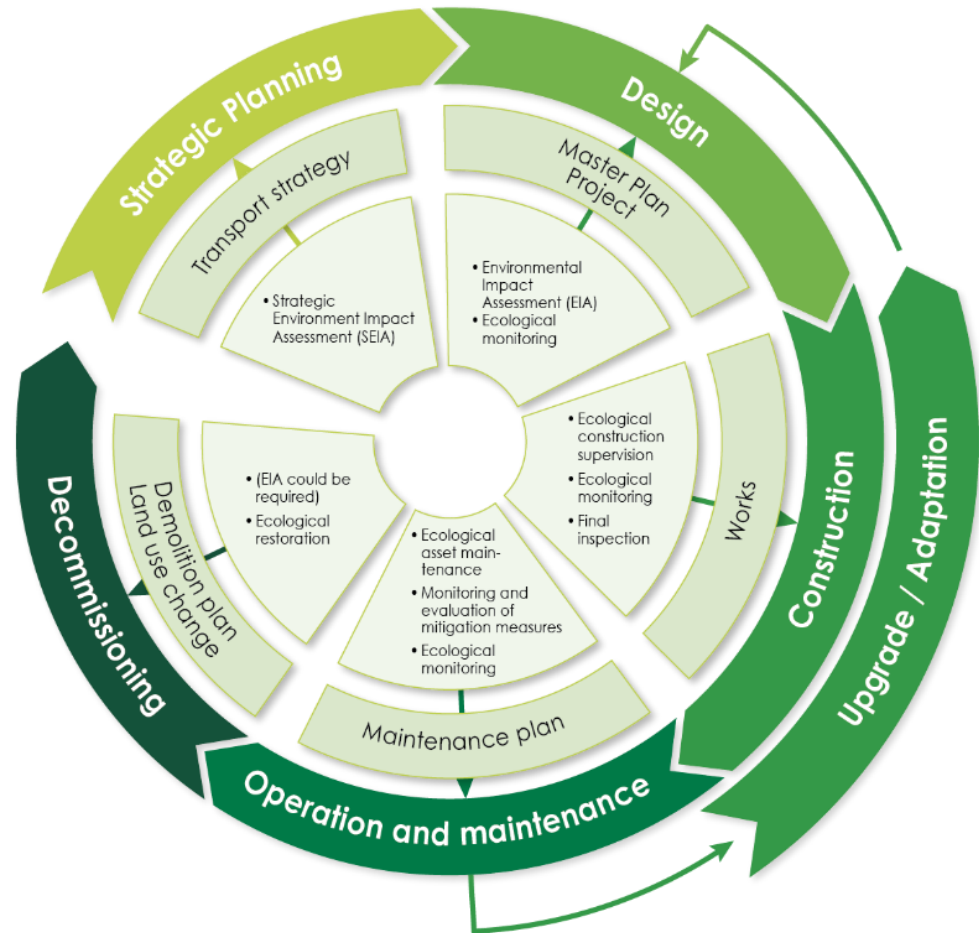 Strategic Planning
Transport strategy
• Strategic
Environment Impact
Assessment (SEIA)
Design
Master Plan
Project
• Environmental
Impact
Assessment (EIA)
• Ecological
monitoring
Construction
Works
• Ecological
construction
supervision
• Ecological
monitoring
• Final
inspection
Upgrade / Adaptation
Operation and maintenance
Maintenance plan
• Ecological
asset main-
tenance
• Monitoring and
evaluation of
mitigation measures
• Ecological
monitoring
Decommissioning
Demolition plan
Land use change
• (EIA could be
required)
• Ecological
restoration